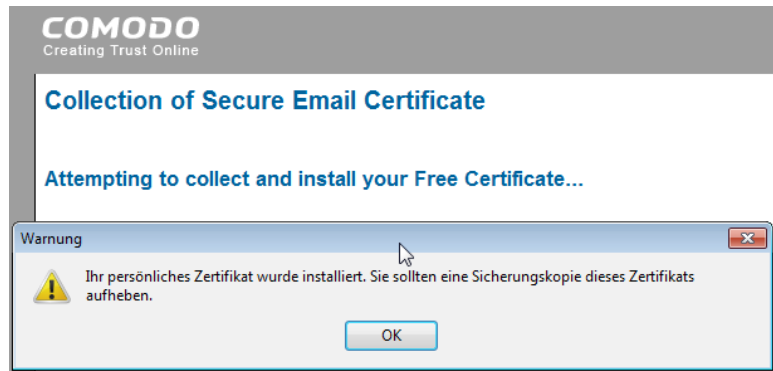 COMODO
Creating Trust Online
Collection of Secure Email Certificate
Attempting to collect and install your Free Certificate...
Warnung
Ihr persönliches Zertifikat wurde installiert. Sie sollten eine Sicherungskopie dieses Zertifikats
aufheben.
OK